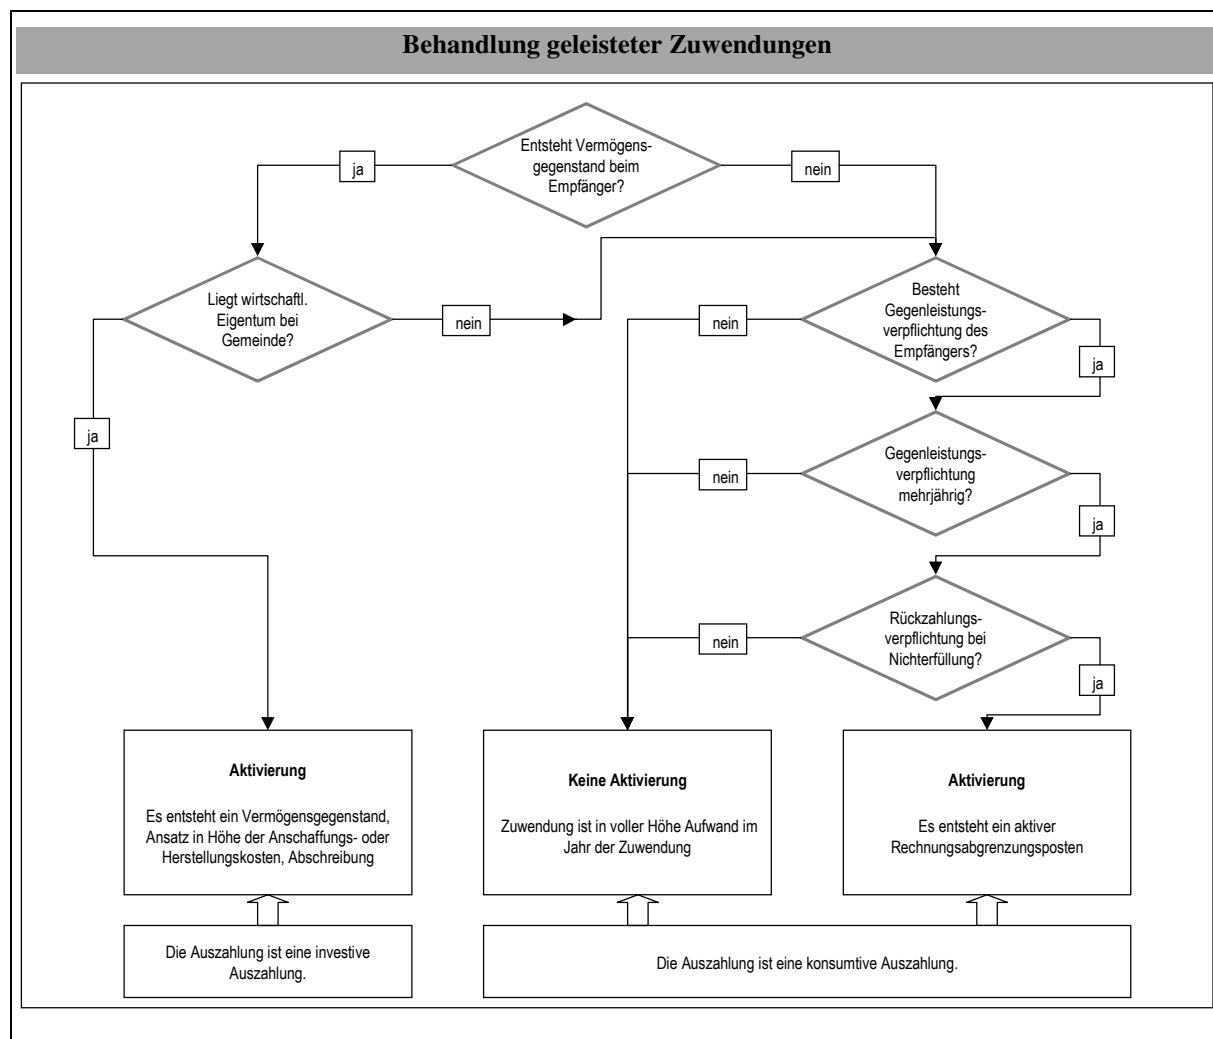 Behandlung geleisteter Zuwendungen
Entsteht Vermögens-
gegenstand beim
Empfänger?
ja
nein
Liegt wirtschaftl.
Eigentum bei
Gemeinde?
nein
ja
Besteht
Gegenleistungs-
verpflichtung des
Empfängers?
nein
ja
Gegenleistungs-
verpflichtung
mehrjährig?
nein
ja
Rückzahlungs-
verpflichtung bei
Nichterfüllung?
nein
ja
Aktivierung
Es entsteht ein Vermögensgegenstand,
Ansatz in Höhe der Anschaffungs- oder
Herstellungskosten, Abschreibung
Keine Aktivierung
Zuwendung ist in voller Höhe Aufwand im
Jahr der Zuwendung
Aktivierung
Es entsteht ein aktiver
Rechnungsabgrenzungsposten
Die Auszahlung ist eine investive
Auszahlung.
Die Auszahlung ist eine konsumtive Auszahlung.